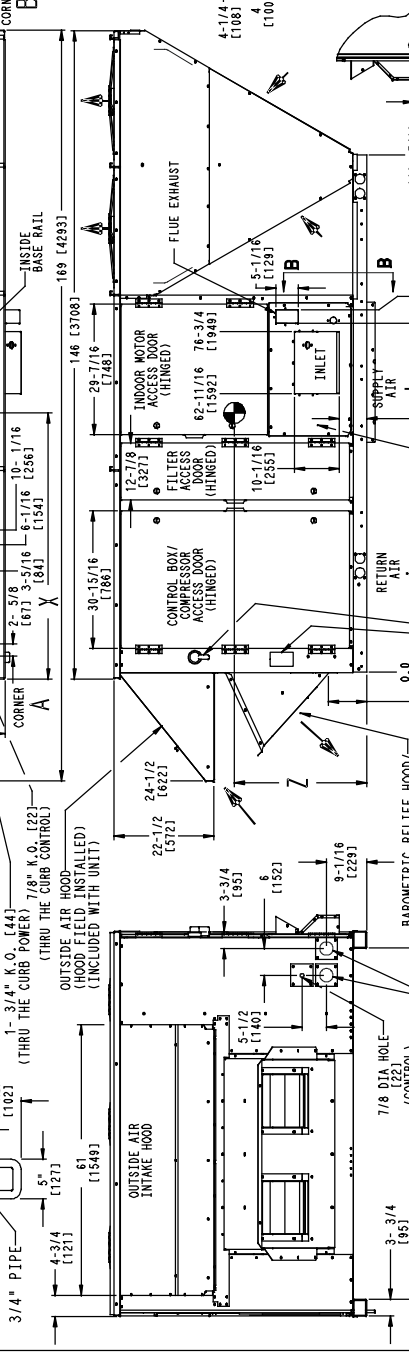 CORN
B
4-1/4
[108]
4
[100
INSIDE
BASE RAIL
169 [4293]
146 [3708]
10- 1/16
[256]
6-1/16
[154]
3-5/16
[84]
2- 5/8
[67]
X
CORNER
A
7/8" K.O. [22]
(THRU THE CURB CONTROL)
1- 3/4" K.O. [44]
(THRU THE CURB POWER)
[102]
5"
[127]
3/4" PIPE
29-7/16
[748]
INDOOR MOTOR
ACCESS DOOR
(HINGED)
FLUE EXHAUST
5-1/16
[129]
B
B
76-3/4
[1949]
62-11/16
[1592]
INLET
SUPPLY
AIR
12-7/8
[327]
FILTER
ACCESS
DOOR
(HINGED)
10-1/16
[255]
30-15/16
[786]
CONTROL BOX/
COMPRESSOR
ACCESS DOOR
(HINGED)
RETURN
AIR
0.0
24-1/2
[622]
22-1/2
[572]
Z
BAROMETRIC RELIEF HOOD/
OUTSIDE AIR HOOD
(HOOD FIELD INSTALLED)
(INCLUDED WITH UNIT)
3-3/4
[95]
6
[152]
9-1/16
[229]
5-1/2
[140]
7/8 DIA HOLE
[22]
(CONTROL)
61
[1549]
OUTSIDE AIR
INTAKE HOOD
4-3/4
[121]
3- 3/4
[95]